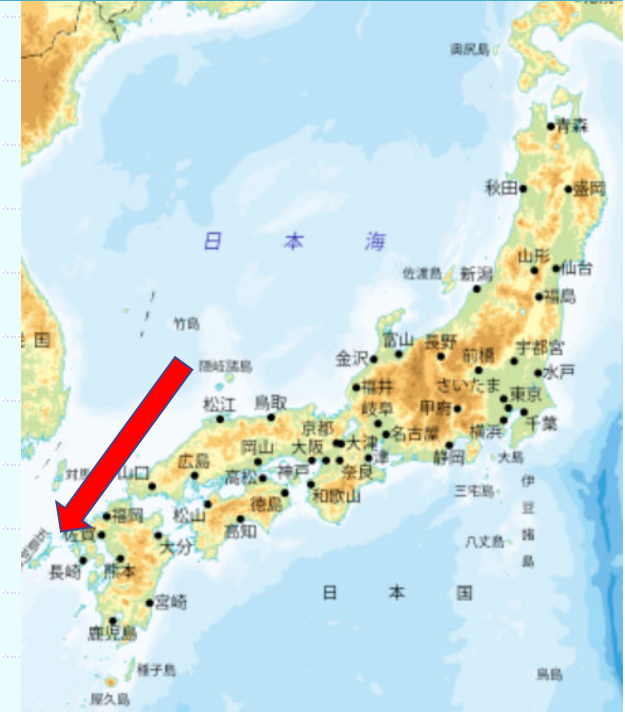 奥尻島
青森
秋田
盛岡
日本海
山形
仙台
佐渡島
新潟
福島
竹島
国
富山
長野
宇都宮
金沢
前橋
水戸
隠岐諸島
福井
さいたま
東京
松江
鳥取
岐阜
甲府
千葉
京都
大津
名古屋
横浜
岡山
大阪
静岡
大島
広島
神戸
奈良
津
対馬
山口
高松
和歌山
三宅島
伊豆諸島
徳島
福岡
松山
高知
佐賀
大分
八丈島
長崎
熊本
日本国
宮崎
鹿児島
種子島
鳥島
屋久島